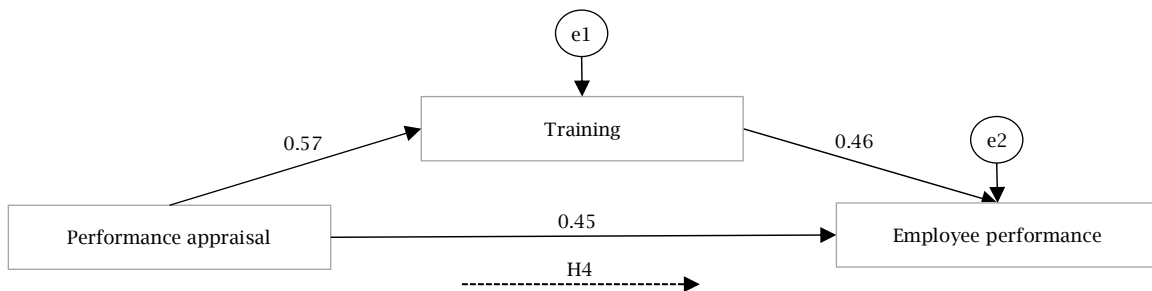 e1
Training
0.57
0.46
e2
Performance appraisal
0.45
Employee performance
H4